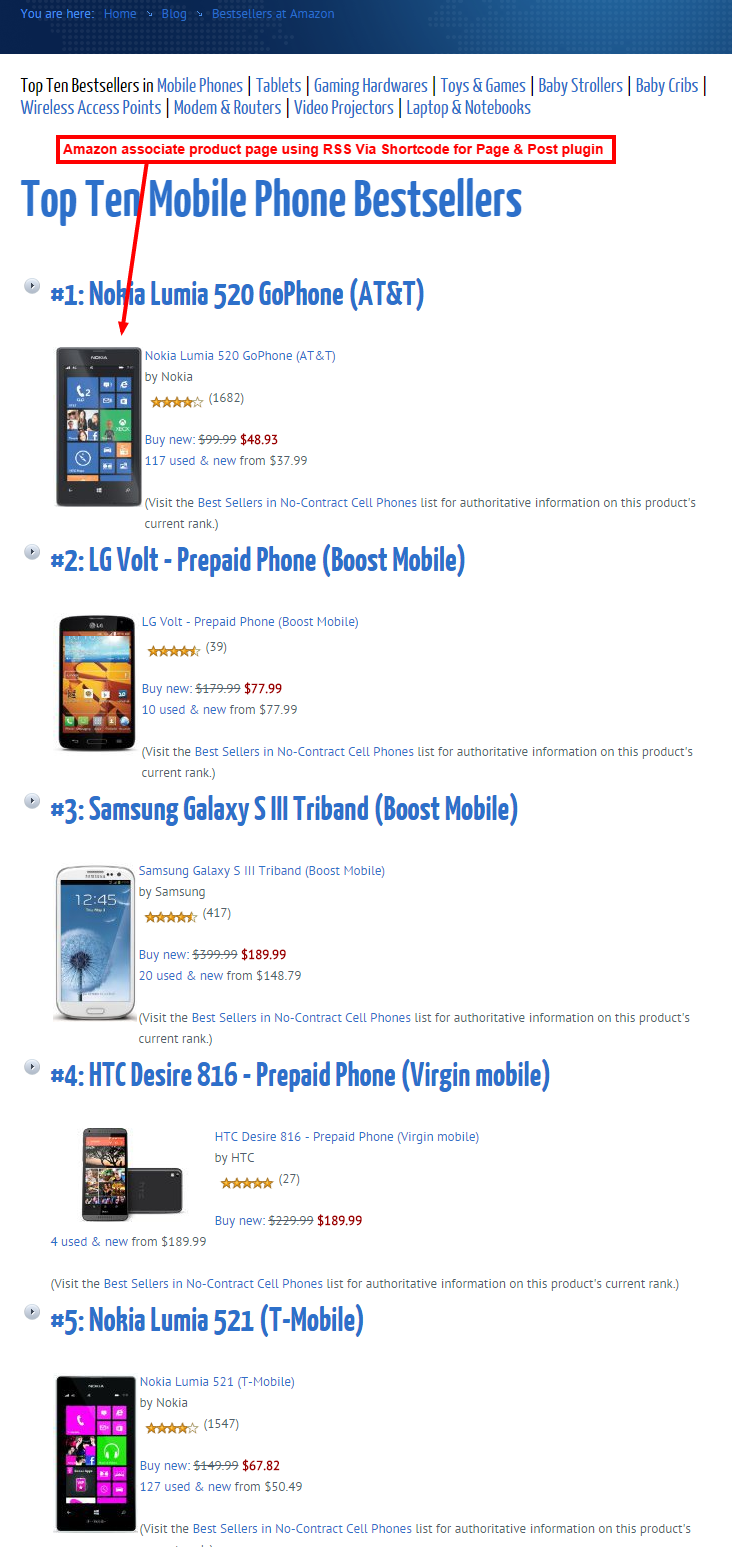 You are here: Home Blog Bestsellers at Amazon
Top Ten Bestsellers in Mobile Phones | Tablets | Gaming Hardwares | Toys & Games | Baby Strollers | Baby Cribs |
Wireless Access Points | Modem & Routers | Video Projectors | Laptop & Notebooks
Amazon associate product page using RSS Via Shortcode for Page & Post plugin
Top Ten Mobile Phone Bestsellers
#1: Nokia Lumia 520 GoPhone (AT&T)
NOKIA
Nokia Lumia 520 GoPhone (AT&T)
by Nokia
(1682)
XBOX
Buy new: $99.99 $48.93
117 used & new from $37.99
(Visit the Best Sellers in No-Contract Cell Phones list for authoritative information on this product's
current rank.)
#2: LG Volt - Prepaid Phone (Boost Mobile)
LG
LG Volt - Prepaid Phone (Boost Mobile)
(39)
Buy new: $179.99 $77.99
10 used & new from $77.99
(Visit the Best Sellers in No-Contract Cell Phones list for authoritative information on this product's
current rank.)
#3: Samsung Galaxy S III Triband (Boost Mobile)
SAMSUNG
Samsung Galaxy S III Triband (Boost Mobile)
by Samsung
12:45
(417)
Buy new: $399.99 $189.99
20 used & new from $148.79
(Visit the Best Sellers in No-Contract Cell Phones list for authoritative information on this product's
current rank.)
#4: HTC Desire 816 - Prepaid Phone (Virgin mobile)
HTC Desire 816 - Prepaid Phone (Virgin mobile)
by HTC
(27)
hTC
Buy new: $229.99 $189.99
4 used & new from $189.99
(Visit the Best Sellers in No-Contract Cell Phones list for authoritative information on this product's current rank.)
#5: Nokia Lumia 521 (T-Mobile)
NOKIA
Nokia Lumia 521 (T-Mobile)
by Nokia
(1547)
Buy new: $149.99 $67.82
127 used & new from $50.49
(Visit the Best Sellers in No-Contract Cell Phones list for authoritative information on this product's